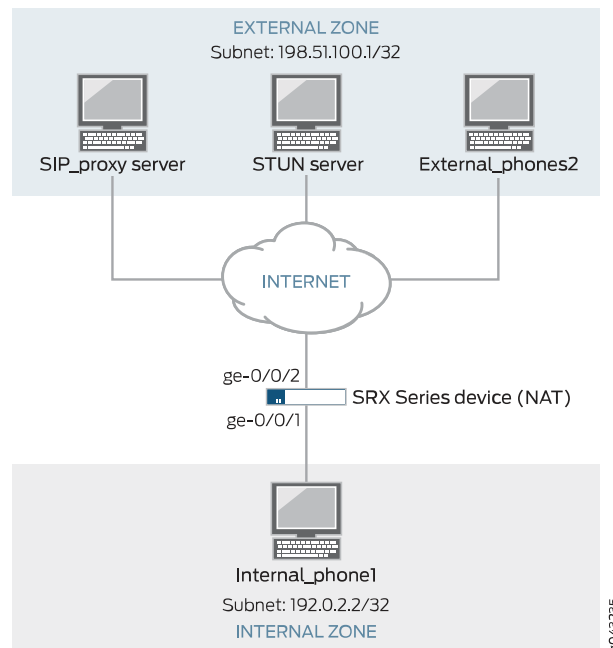 EXTERNAL ZONE
Subnet: 198.51.100.1/32
SIP_proxy server
STUN server
External_phones2
INTERNET
ge-0/0/2
SRX Series device (NAT)
ge-0/0/1
Internal_phone1
Subnet: 192.0.2.2/32
INTERNAL ZONE